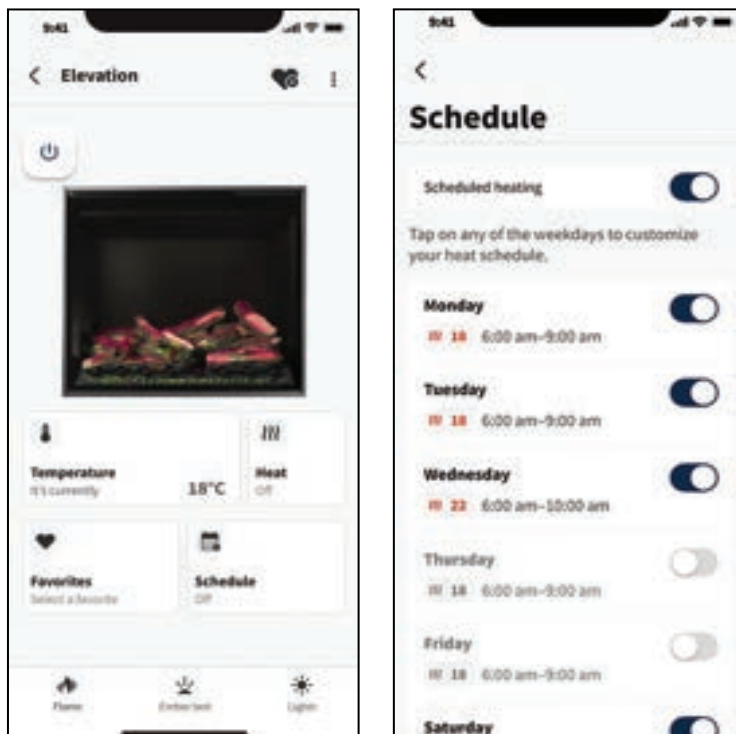 9:41
Elevation
Temperature
It's currently
18°C
Heat
Off
Favorites
Select a favorite
Schedule
Off
Flame
Ember bed
Lights
9:41
Schedule
Scheduled heating
Tap on any of the weekdays to customize
your heat schedule.
Monday
18 6:00 am–9:00 am
Tuesday
18 6:00 am–9:00 am
Wednesday
22 6:00 am–10:00 am
Thursday
18 6:00 am–9:00 am
Friday
18 6:00 am–9:00 am
Saturday